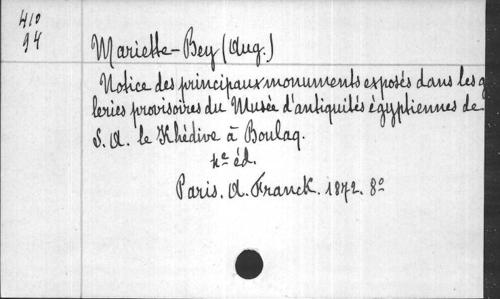 410
94
Mariette-Bey (Aug.)
Notice des principaux monuments exposés dans les g
leries provisoires du Musée d'antiquités égyptiennes de
S. A. le Khédive à Boulaq.
4e éd.
Paris. A. Franck. 1872. 8o